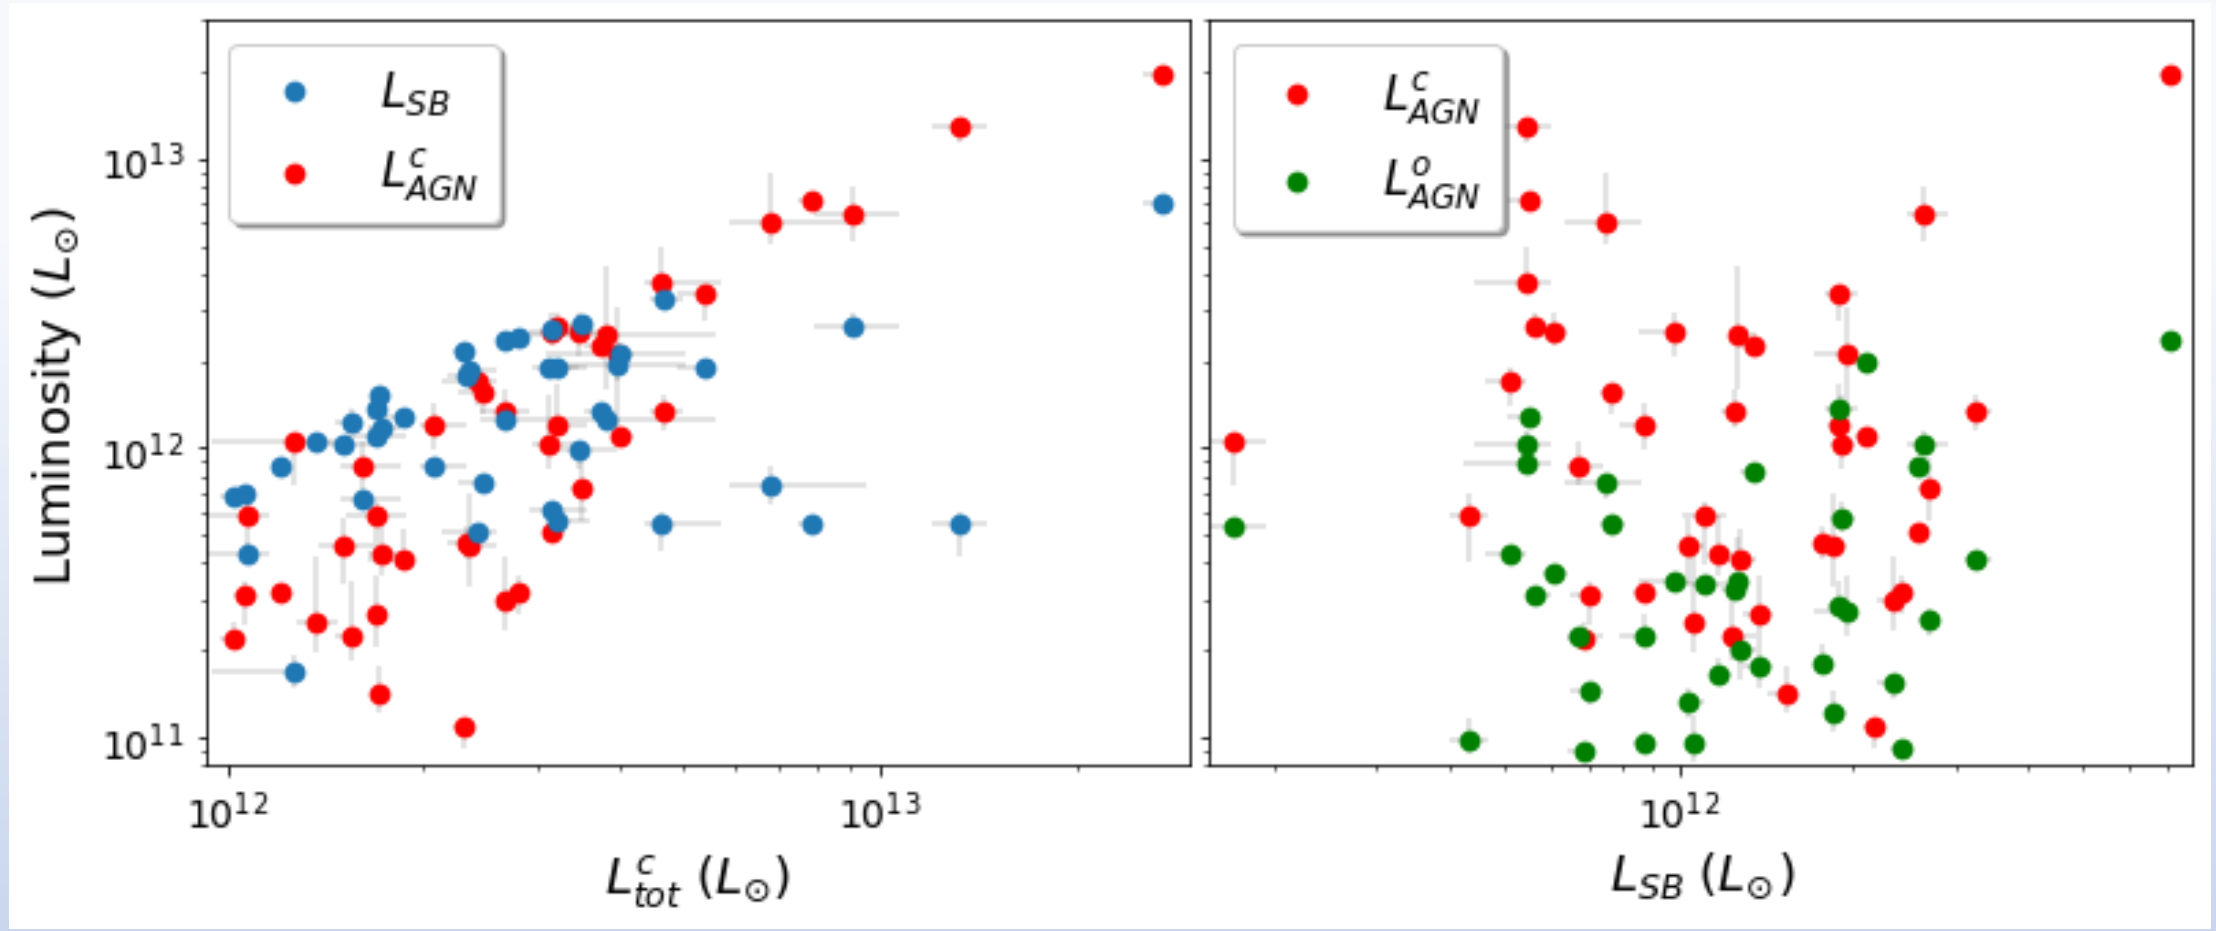 L_SB
L^c_AGN
L^c_AGN
L^o_AGN
10^13
10^12
10^11
Luminosity (L_⊙)
10^12
10^13
10^12
L^c_tot (L_⊙)
L_SB (L_⊙)